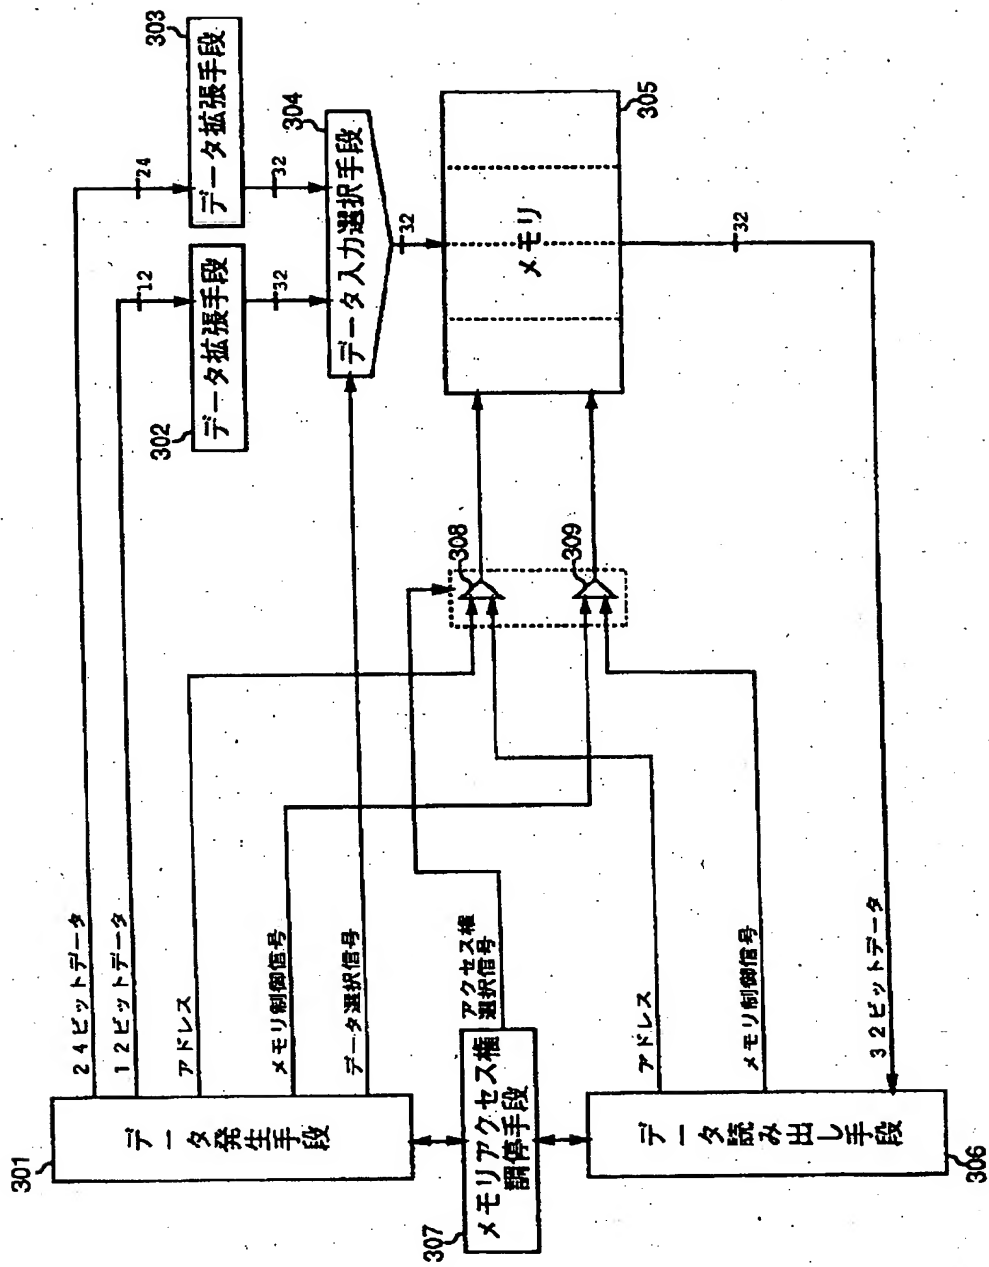 301
データ発生手段
24ビットデータ
12ビットデータ
アドレス
メモリ制御信号
データ選択信号
12
24
302
データ拡張手段
303
データ拡張手段
32
32
304
データ入力選択手段
32
307
メモリアクセス権
調停手段
アクセス権
選択信号
308
309
メモリ
305
32
306
データ読み出し手段
アドレス
メモリ制御信号
32ビットデータ